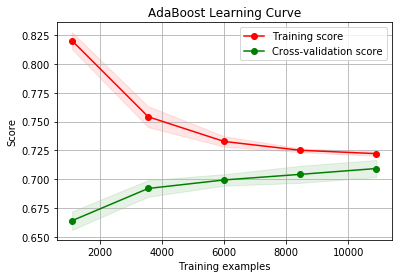 AdaBoost Learning Curve
Training score
Cross-validation score
0.825
0.800
0.775
0.750
0.725
0.700
0.675
0.650
Score
2000 4000 6000 8000 10000
Training examples